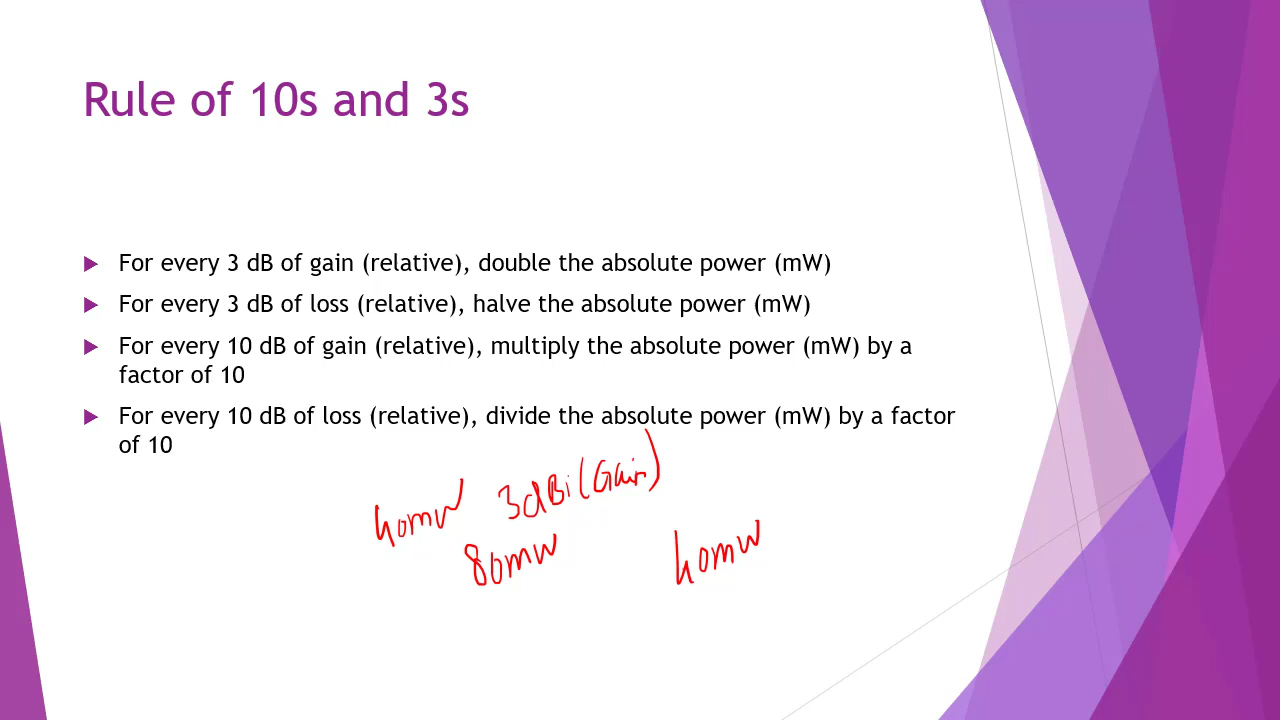 Rule of 10s and 3s
For every 3 dB of gain (relative), double the absolute power (mW)
For every 3 dB of loss (relative), halve the absolute power (mW)
For every 10 dB of gain (relative), multiply the absolute power (mW) by a
factor of 10
For every 10 dB of loss (relative), divide the absolute power (mW) by a factor
of 10
40mW 3dBi (Gain)
80mW 40mW